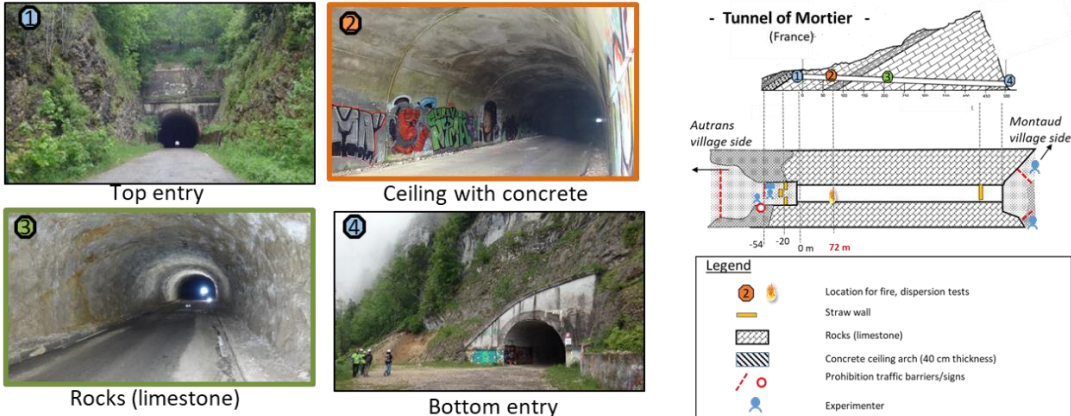 1
Top entry
2
Ceiling with concrete
3
Rocks (limestone)
4
Bottom entry
- Tunnel of Mortier -
(France)
1
2
3
4
Autrans
village side
Montaud
village side
-54
-20
0 m
72 m
Legend
2
Location for fire, dispersion tests
Straw wall
Rocks (limestone)
Concrete ceiling arch (40 cm thickness)
Prohibition traffic barriers/signs
Experimenter